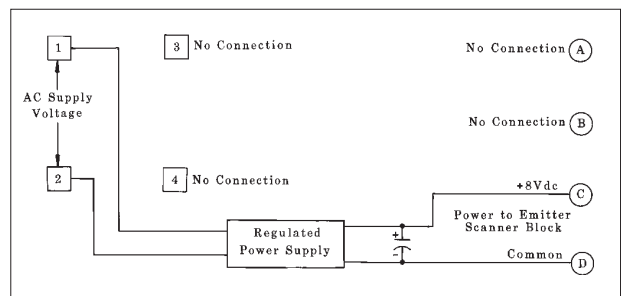 1
3 No Connection
No Connection A
AC Supply
Voltage
No Connection B
2
4 No Connection
+8Vdc
C
Regulated
Power Supply
+
-
Power to Emitter
Scanner Block
Common
D